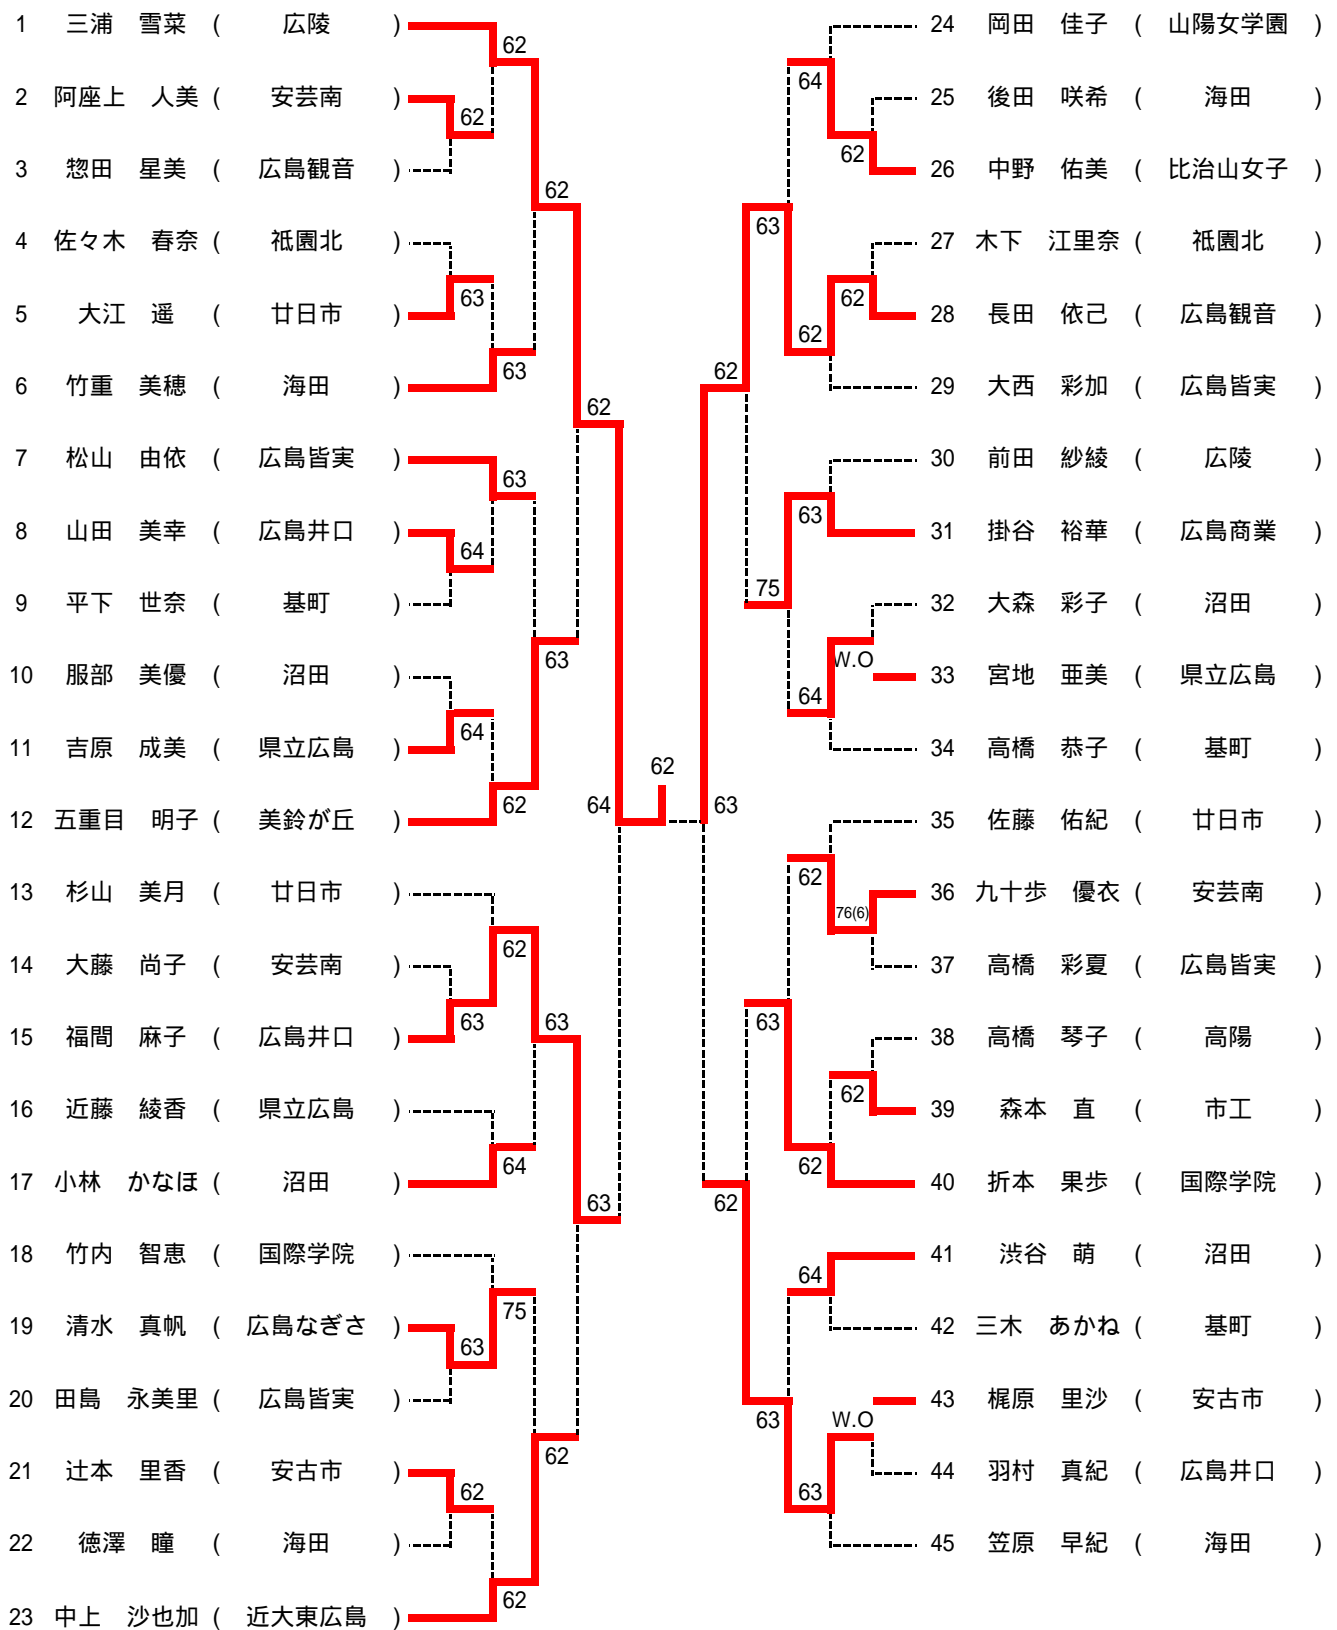 1 三浦 雪菜 ( 広陵 )
2 阿座上 人美 ( 安芸南 )
3 惣田 星美 ( 広島観音 )
4 佐々木 春奈 ( 祗園北 )
5 大江 遥 ( 廿日市 )
6 竹重 美穂 ( 海田 )
7 松山 由依 ( 広島皆実 )
8 山田 美幸 ( 広島井口 )
9 平下 世奈 ( 基町 )
10 服部 美優 ( 沼田 )
11 吉原 成美 ( 県立広島 )
12 五重目 明子 ( 美鈴が丘 )
13 杉山 美月 ( 廿日市 )
14 大藤 尚子 ( 安芸南 )
15 福間 麻子 ( 広島井口 )
16 近藤 綾香 ( 県立広島 )
17 小林 かなほ ( 沼田 )
18 竹内 智恵 ( 国際学院 )
19 清水 真帆 ( 広島なぎさ )
20 田島 永美里 ( 広島皆実 )
21 辻本 里香 ( 安古市 )
22 徳澤 瞳 ( 海田 )
23 中上 沙也加 ( 近大東広島 )
62
62
63
63
63
64
64
62
62
63
64
75
63
62
62
62
63
63
62
62
63
64
62
63
62
63
62
75
63
62
64
62
62
62
63
W.O
64
62
76(6)
62
62
64
W.O
63
24 岡田 佳子 ( 山陽女学園 )
25 後田 咲希 ( 海田 )
26 中野 佑美 ( 比治山女子 )
27 木下 江里奈 ( 祗園北 )
28 長田 依己 ( 広島観音 )
29 大西 彩加 ( 広島皆実 )
30 前田 紗綾 ( 広陵 )
31 掛谷 裕華 ( 広島商業 )
32 大森 彩子 ( 沼田 )
33 宮地 亜美 ( 県立広島 )
34 高橋 恭子 ( 基町 )
35 佐藤 佑紀 ( 廿日市 )
36 九十歩 優衣 ( 安芸南 )
37 高橋 彩夏 ( 広島皆実 )
38 高橋 琴子 ( 高陽 )
39 森本 直 ( 市工 )
40 折本 果歩 ( 国際学院 )
41 渋谷 萌 ( 沼田 )
42 三木 あかね ( 基町 )
43 梶原 里沙 ( 安古市 )
44 羽村 真紀 ( 広島井口 )
45 笠原 早紀 ( 海田 )